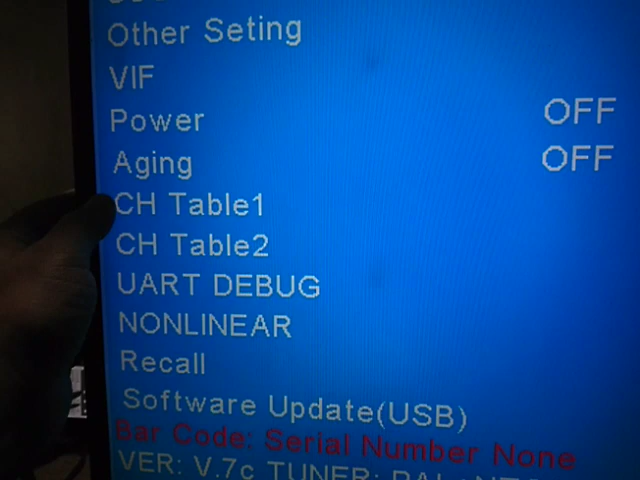 Other Seting
VIF
Power OFF
Aging OFF
CH Table1
CH Table2
UART DEBUG
NONLINEAR
Recall
Software Update(USB)
Bar Code: Serial Number None
VER: V.7c TUNER: